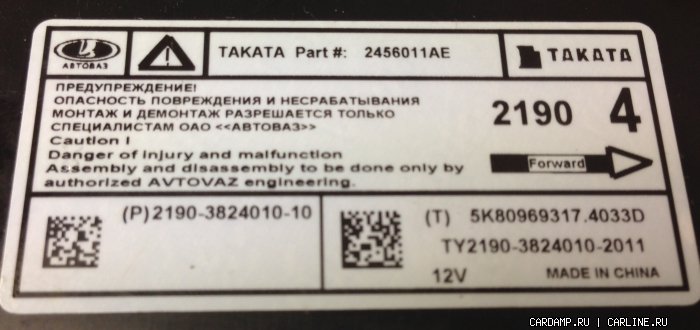 АВТОВАЗ
TAKATA Part #: 2456011AE
TAKATA
ПРЕДУПРЕЖДЕНИЕ!
ОПАСНОСТЬ ПОВРЕЖДЕНИЯ И НЕСРАБАТЫВАНИЯ
МОНТАЖ И ДЕМОНТАЖ РАЗРЕШАЕТСЯ ТОЛЬКО
СПЕЦИАЛИСТАМ ОАО <<АВТОВАЗ>>
Caution !
Danger of injury and malfunction
Assembly and disassembly to be done only by
authorized AVTOVAZ engineering.
2190 4
Forward
(P)2190-3824010-10
(T) 5K80969317.4033D
TY2190-3824010-2011
12V MADE IN CHINA
CARDAMP.RU | CARLINE.RU